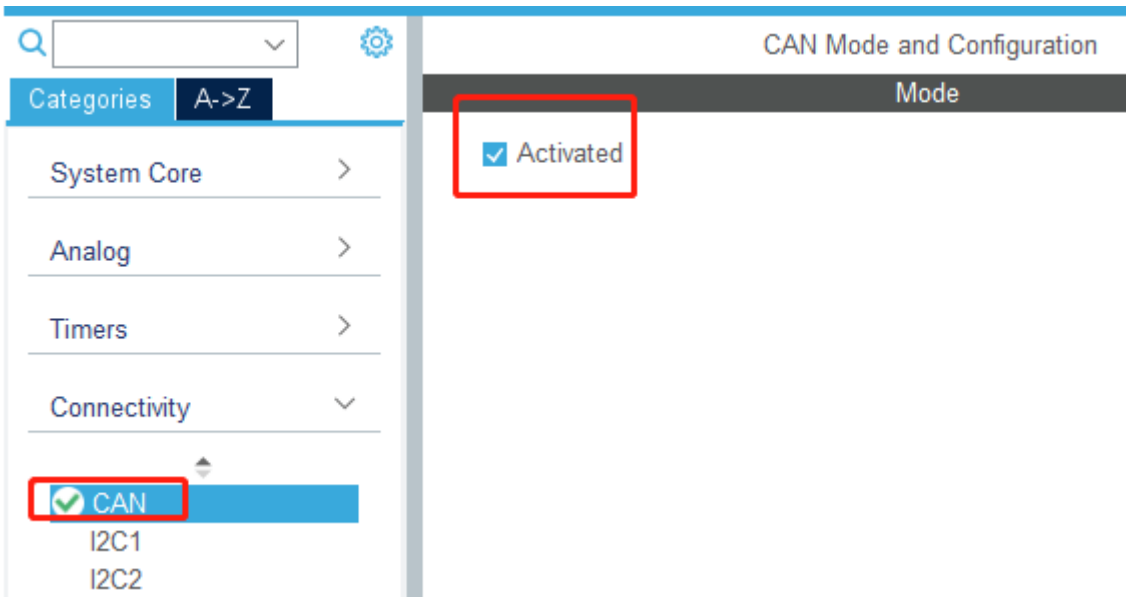 CAN Mode and Configuration
Categories
A->Z
Mode
Activated
System Core
Analog
Timers
Connectivity
CAN
I2C1
I2C2